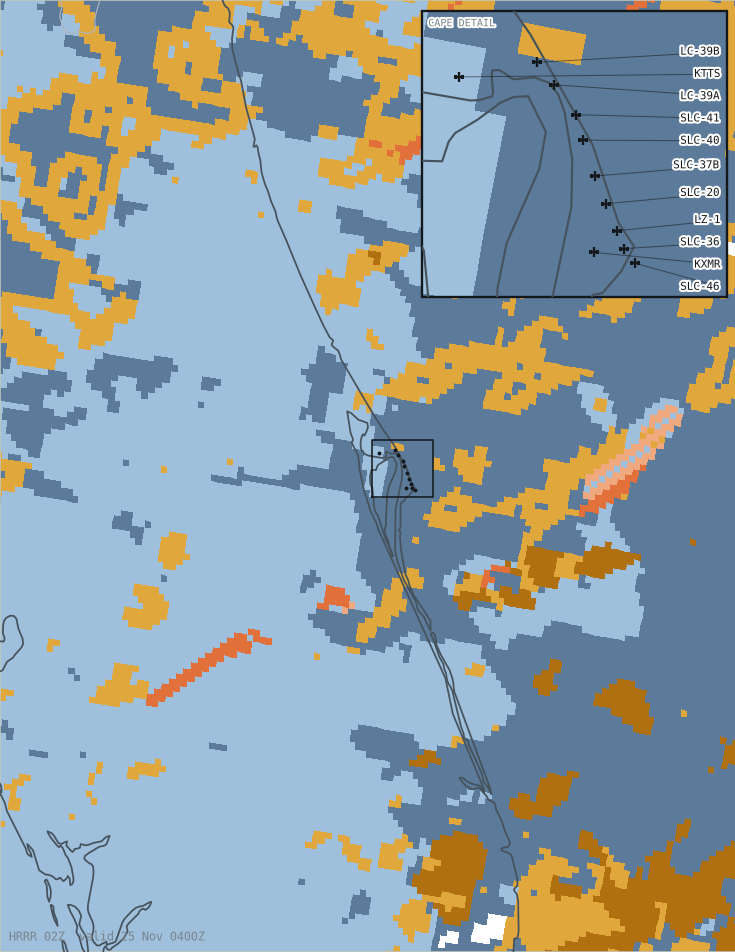 CAPE DETAIL
LC-39B
KTTS
LC-39A
SLC-41
SLC-40
SLC-37B
SLC-20
LZ-1
SLC-36
KXMR
SLC-46
HRRR 02Z valid 25 Nov 0400Z